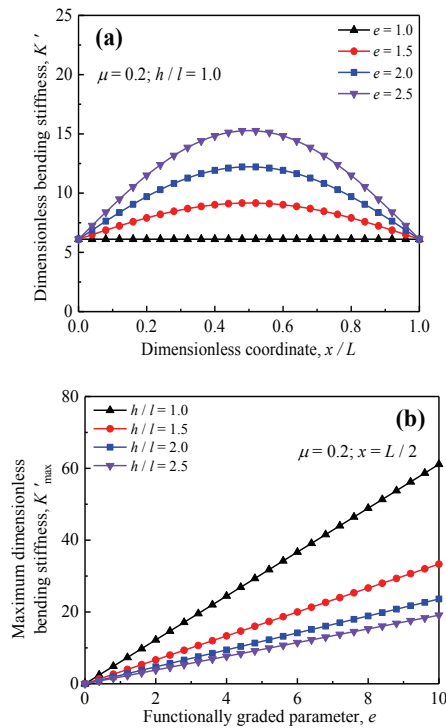 (a)
25
20
15
10
5
0
Dimensionless bending stiffness, K′
μ = 0.2; h / l = 1.0
e = 1.0
e = 1.5
e = 2.0
e = 2.5
0.0 0.2 0.4 0.6 0.8 1.0
Dimensionless coordinate, x / L
(b)
80
60
40
20
0
Maximum dimensionless
bending stiffness, K′max
h / l = 1.0
h / l = 1.5
h / l = 2.0
h / l = 2.5
μ = 0.2; x = L / 2
0 2 4 6 8 10
Functionally graded parameter, e